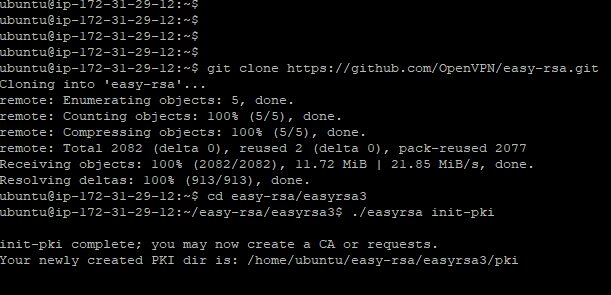 ubuntu@ip-172-31-29-12:~$
ubuntu@ip-172-31-29-12:~$
ubuntu@ip-172-31-29-12:~$
ubuntu@ip-172-31-29-12:~$
ubuntu@ip-172-31-29-12:~$ git clone https://github.com/OpenVPN/easy-rsa.git
Cloning into 'easy-rsa'...
remote: Enumerating objects: 5, done.
remote: Counting objects: 100% (5/5), done.
remote: Compressing objects: 100% (5/5), done.
remote: Total 2082 (delta 0), reused 2 (delta 0), pack-reused 2077
Receiving objects: 100% (2082/2082), 11.72 MiB | 21.85 MiB/s, done.
Resolving deltas: 100% (913/913), done.
ubuntu@ip-172-31-29-12:~$ cd easy-rsa/easyrsa3
ubuntu@ip-172-31-29-12:~/easy-rsa/easyrsa3$ ./easyrsa init-pki
init-pki complete; you may now create a CA or requests.
Your newly created PKI dir is: /home/ubuntu/easy-rsa/easyrsa3/pki